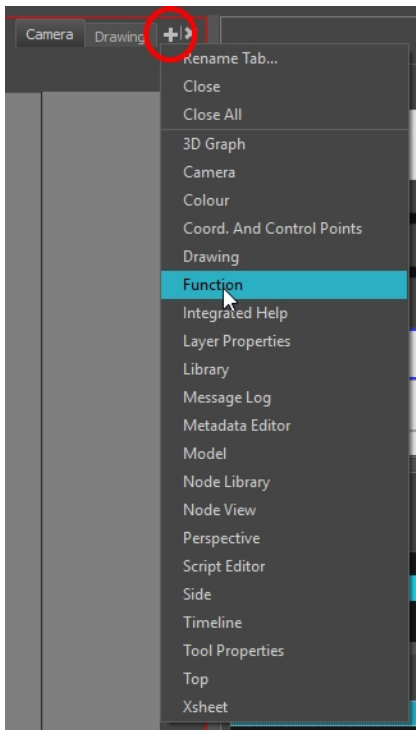 Camera Drawing
Rename Tab...
Close
Close All
3D Graph
Camera
Colour
Coord. And Control Points
Drawing
Function
Integrated Help
Layer Properties
Library
Message Log
Metadata Editor
Model
Node Library
Node View
Perspective
Script Editor
Side
Timeline
Tool Properties
Top
Xsheet